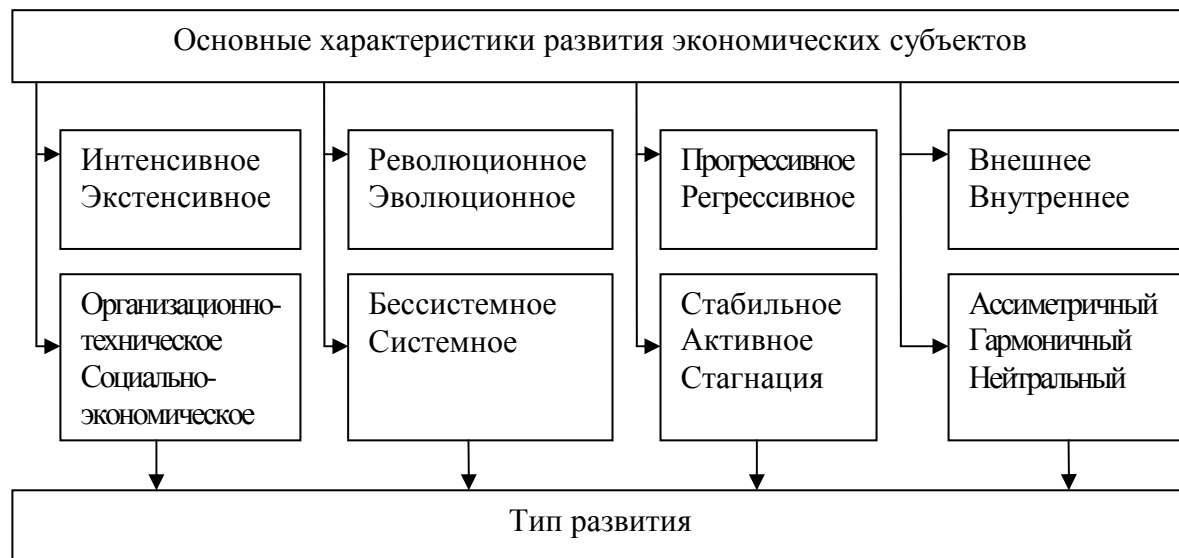 Основные характеристики развития экономических субъектов
Интенсивное
Экстенсивное
Революционное
Эволюционное
Прогрессивное
Регрессивное
Внешнее
Внутреннее
Организационно-
техническое
Социально-
экономическое
Бессистемное
Системное
Стабильное
Активное
Стагнация
Ассиметричный
Гармоничный
Нейтральный
Тип развития